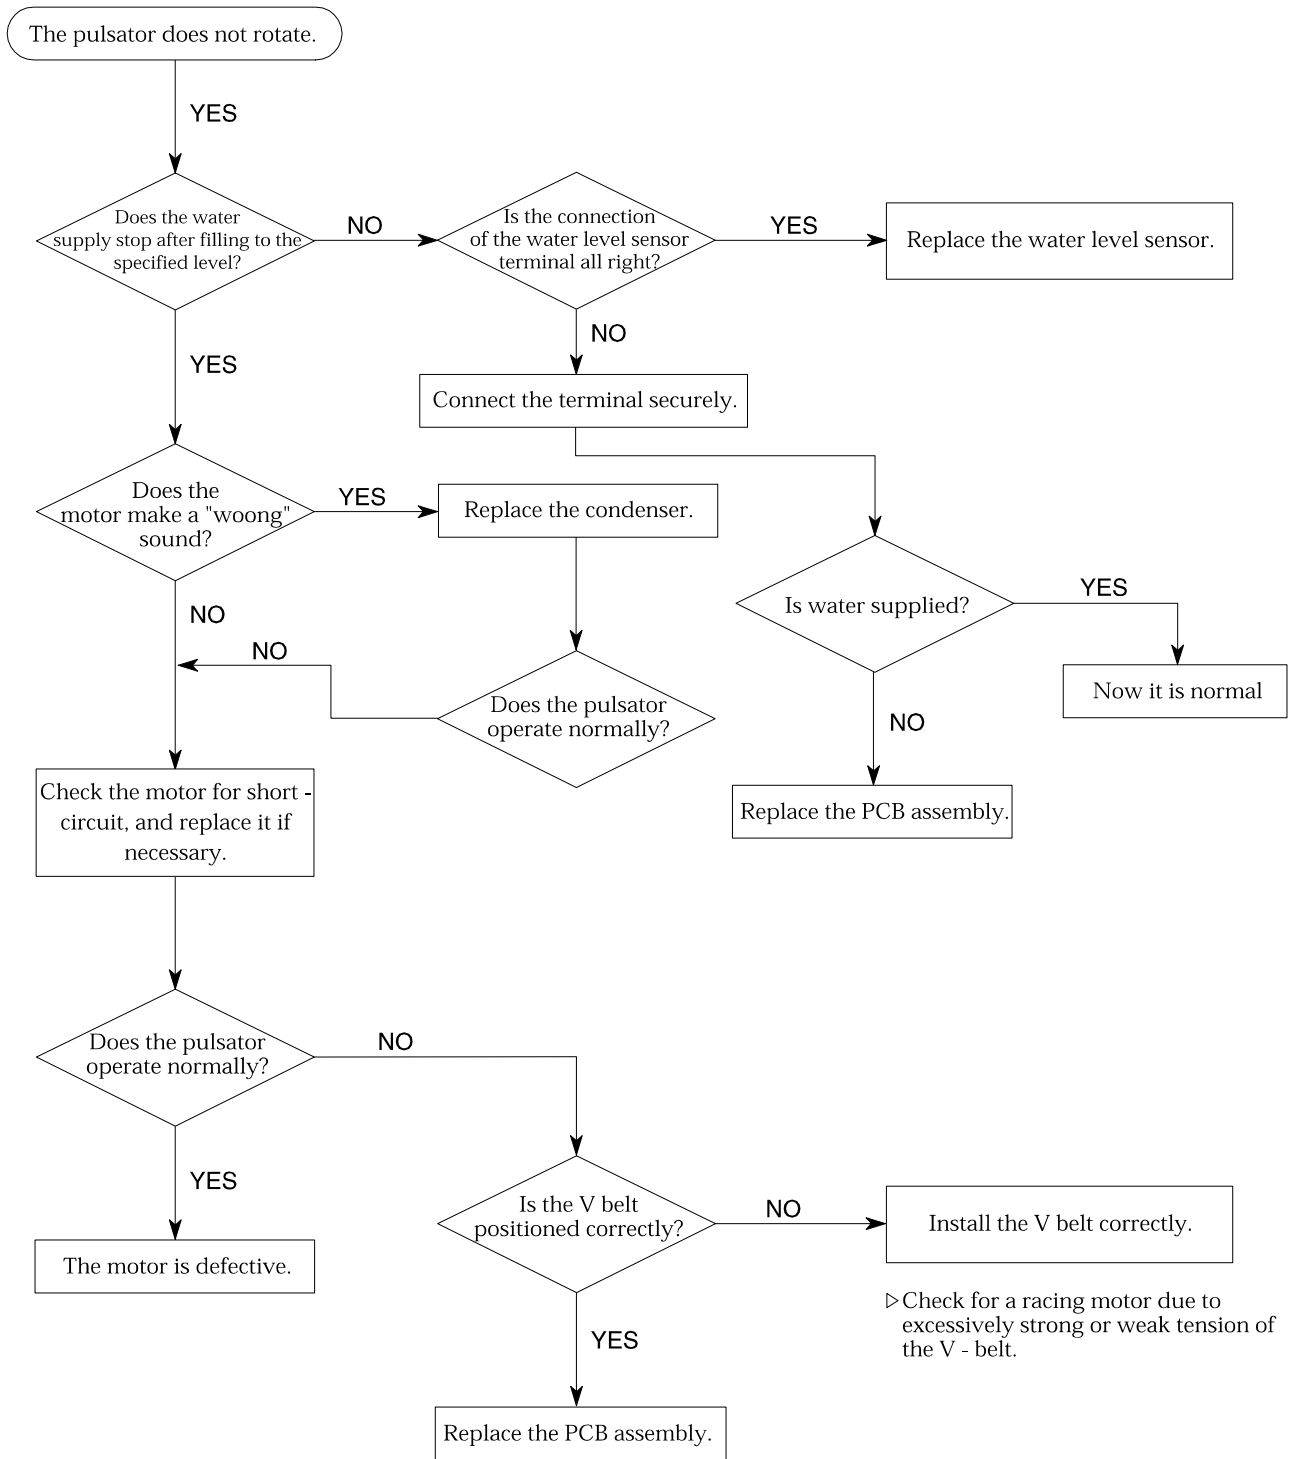 The pulsator does not rotate.
YES
Does the water
supply stop after filling to the
specified level?
NO
Is the connection
of the water level sensor
terminal all right?
YES
Replace the water level sensor.
NO
YES
Connect the terminal securely.
Does the
motor make a "woong"
sound?
YES
Replace the condenser.
NO
Is water supplied?
YES
NO
Does the pulsator
operate normally?
Now it is normal
NO
Check the motor for short -
circuit, and replace it if
necessary.
Replace the PCB assembly.
Does the pulsator
operate normally?
NO
YES
The motor is defective.
Is the V belt
positioned correctly?
NO
Install the V belt correctly.
▷Check for a racing motor due to
excessively strong or weak tension of
the V - belt.
YES
Replace the PCB assembly.